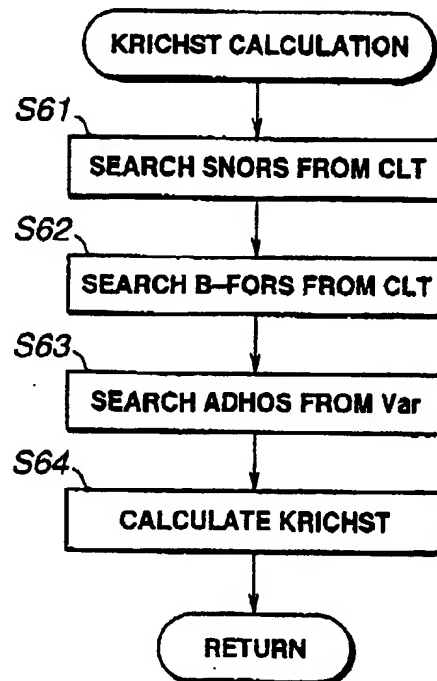 KRICHST CALCULATION
S61
SEARCH SNORS FROM CLT
S62
SEARCH B-FORS FROM CLT
S63
SEARCH ADHOS FROM Var
S64
CALCULATE KRICHST
RETURN